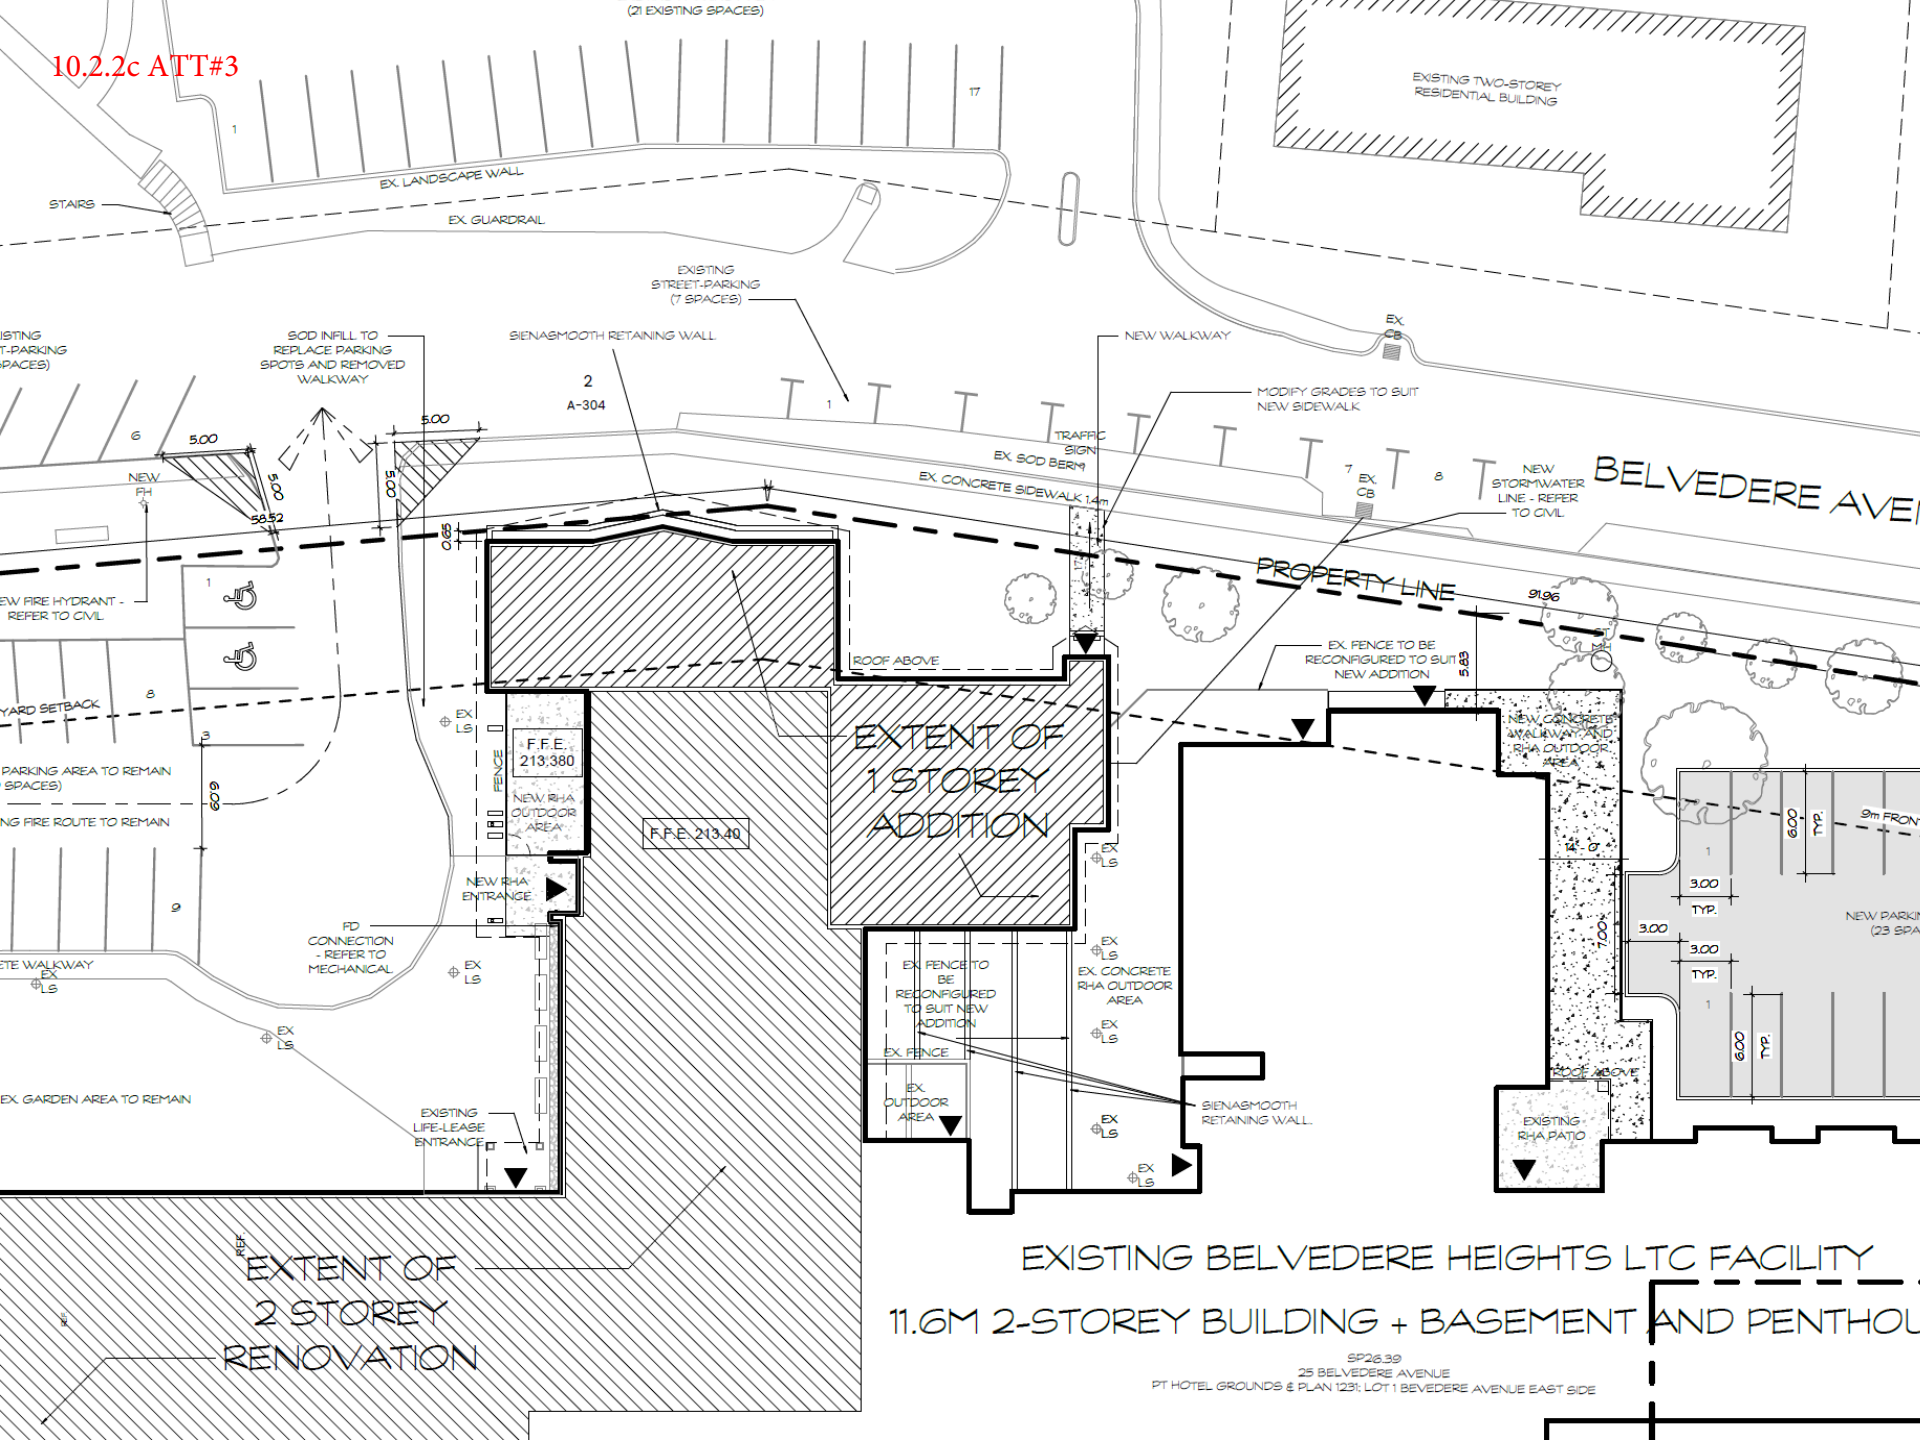 (21 EXISTING SPACES)
10.2.2c ATT#3
17
1
EXISTING TWO-STOREY
RESIDENTIAL BUILDING
EX. LANDSCAPE WALL
STAIRS
EX. GUARDRAIL
EXISTING
STREET-PARKING
(7 SPACES)
ISTING
T-PARKING
SPACES)
SOD INFILL TO
REPLACE PARKING
SPOTS AND REMOVED
WALKWAY
SIENASMOOTH RETAINING WALL
NEW WALKWAY
EX.
CB
2
A-304
1
MODIFY GRADES TO SUIT
NEW SIDEWALK
6
5.00
5.00
5.00
5.00
NEW
FH
58.52
0.65
TRAFFIC
SIGN
EX. SOD BERM
EX. CONCRETE SIDEWALK 1.4m
7
EX.
CB
8
NEW
STORMWATER
LINE - REFER
TO CIVIL
BELVEDERE AVE
PROPERTY LINE
91.96
1
EW FIRE HYDRANT -
REFER TO CIVIL
ST
MH
ROOF ABOVE
EX. FENCE TO BE
RECONFIGURED TO SUIT
NEW ADDITION
5.83
8
YARD SETBACK
3
EX
LS
FENCE
F.F.E.
213,380
NEW RHA
OUTDOOR
AREA
EXTENT OF
1 STOREY
ADDITION
F.F.E. 213.40
NEW CONCRETE
WALKWAY AND
RHA OUTDOOR
AREA
PARKING AREA TO REMAIN
SPACES)
6.09
NG FIRE ROUTE TO REMAIN
6.00
TYP.
9m FRON
1
14' - 0"
EX
LS
NEW RHA
ENTRANCE
9
3.00
TYP.
NEW PARKIN
(23 SPA
3.00
7.00
3.00
TYP.
FD
CONNECTION
- REFER TO
MECHANICAL
ETE WALKWAY
EX
LS
EX
LS
EX. FENCE TO
BE
RECONFIGURED
TO SUIT NEW
ADDITION
EX
LS
EX. CONCRETE
RHA OUTDOOR
AREA
1
EX
LS
EX
LS
6.00
TYP.
EX. FENCE
EX.
OUTDOOR
AREA
ROOF ABOVE
EX. GARDEN AREA TO REMAIN
EXISTING
LIFE-LEASE
ENTRANCE
SIENASMOOTH
RETAINING WALL.
EX
LS
EXISTING
RHA PATIO
EX
LS
REF.
REF.
EXTENT OF
2 STOREY
RENOVATION
EXISTING BELVEDERE HEIGHTS LTC FACILITY
11.6M 2-STOREY BUILDING + BASEMENT AND PENTHOU
SP26.39
25 BELVEDERE AVENUE
PT HOTEL GROUNDS & PLAN 1231; LOT 1 BEVEDERE AVENUE EAST SIDE